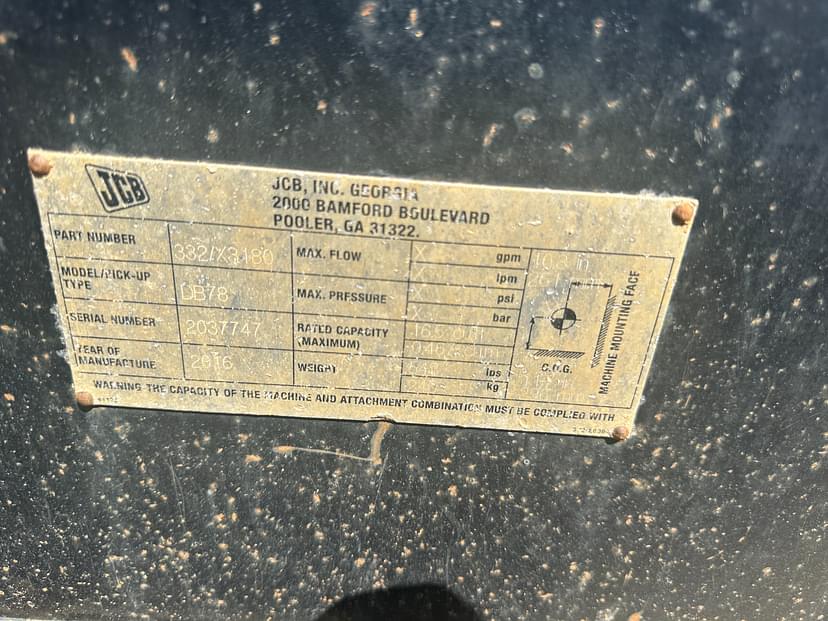 JCB
JCB, INC. GEORGIA
2000 BAMFORD BOULEVARD
POOLER, GA 31322.
PART NUMBER 332/X3180
MODEL/PICK-UP TYPE DB78
SERIAL NUMBER 2037747
YEAR OF MANUFACTURE 2016
MAX. FLOW X gpm
X lpm
MAX. PRESSURE X psi
X bar
RATED CAPACITY (MAXIMUM)
WEIGHT lbs
kg
C.O.G.
MACHINE MOUNTING FACE
WARNING THE CAPACITY OF THE MACHINE AND ATTACHMENT COMBINATION MUST BE COMPLIED WITH